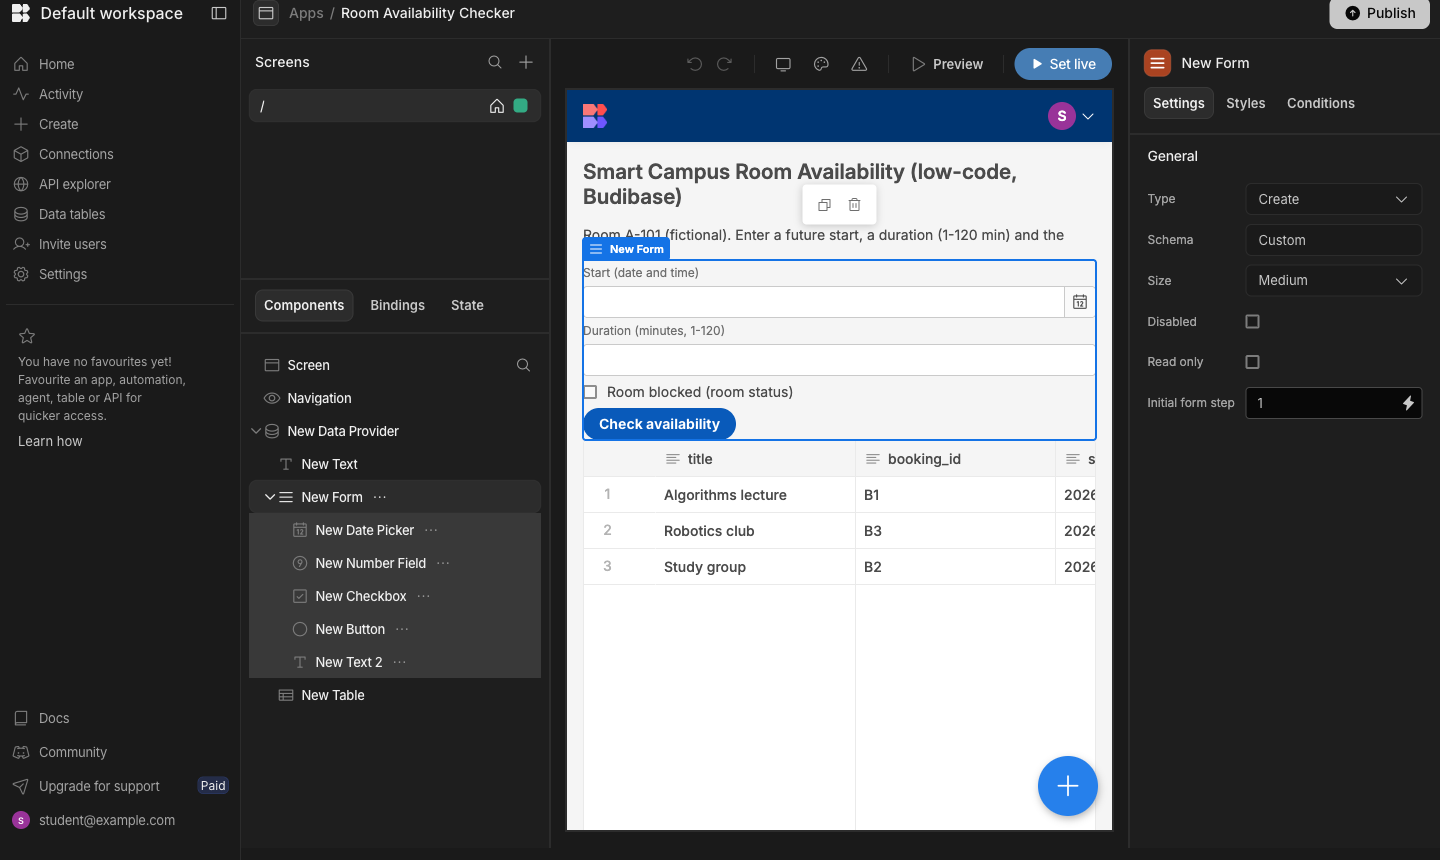 Default workspace
Apps / Room Availability Checker
Publish
Home
Activity
Create
Connections
API explorer
Data tables
Invite users
Settings
You have no favourites yet!
Favourite an app, automation,
agent, table or API for
quicker access.
Learn how
Docs
Community
Upgrade for support Paid
S student@example.com
Screens
/
Components Bindings State
Screen
Navigation
New Data Provider
New Text
New Form ...
New Date Picker ...
New Number Field ...
New Checkbox ...
New Button ...
New Text 2 ...
New Table
Preview Set live
S
Smart Campus Room Availability (low-code,
Budibase)
Room A-101 (fictional). Enter a future start, a duration (1-120 min) and the
New Form
Start (date and time)
12
Duration (minutes, 1-120)
Room blocked (room status)
Check availability
title booking_id s
1 Algorithms lecture B1 2026
2 Robotics club B3 2026
3 Study group B2 2026
New Form
Settings Styles Conditions
General
Type Create
Schema Custom
Size Medium
Disabled
Read only
Initial form step 1